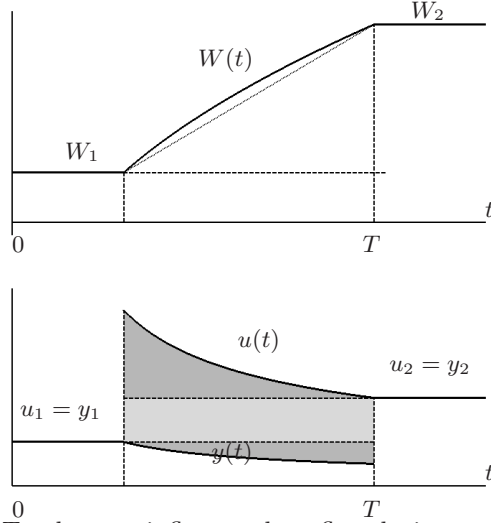 W₂
W(t)
W₁
t
0
T
u(t)
u₂ = y₂
u₁ = y₁
y(t)
t
0
T